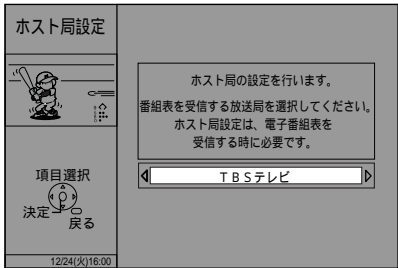 ホスト局設定
項目選択
決定
戻る
12/24(火)16:00
ホスト局の設定を行います。
番組表を受信する放送局を選択してください。
ホスト局設定は、電子番組表を
受信する時に必要です。
TBSテレビ